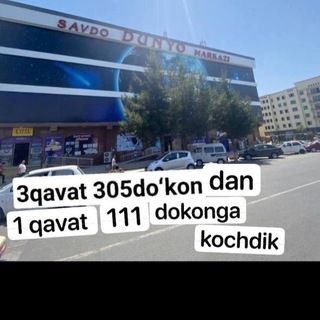 SAVDO DUNYO MARKAZI
3qavat 305do‘kon dan
1 qavat 111 dokonga
kochdik